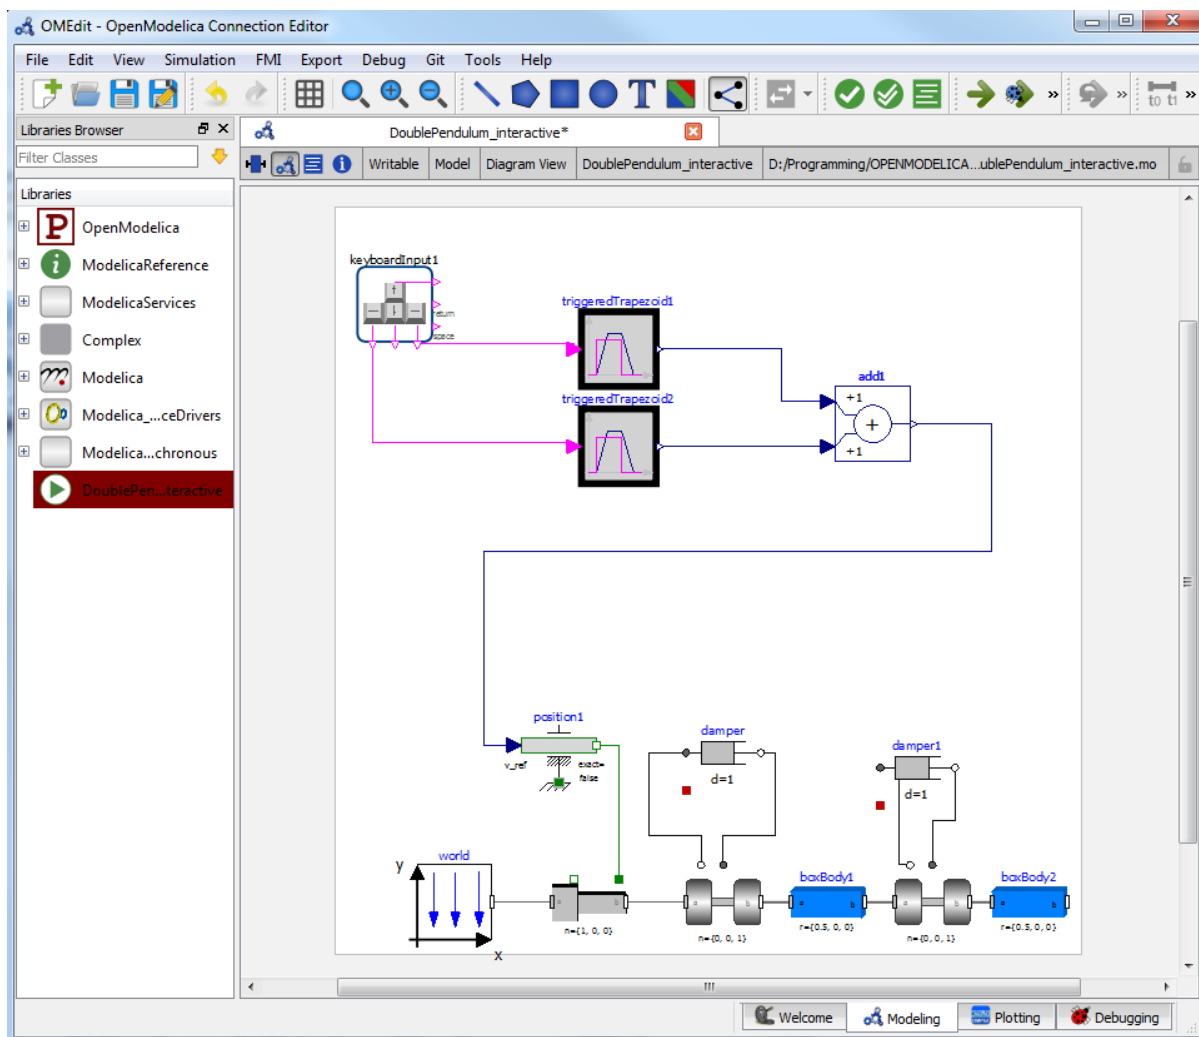 OMEdit - OpenModelica Connection Editor
File Edit View Simulation FMI Export Debug Git Tools Help
T
» » to t1 »
Libraries Browser
DoublePendulum_interactive*
Filter Classes
Writable Model Diagram View DoublePendulum_interactive D:/Programming/OPENMODELICA...ublePendulum_interactive.mo
Libraries
P OpenModelica
i ModelicaReference
ModelicaServices
Complex
Modelica
Modelica_...ceDrivers
Modelica...chronous
DoublePen...teractive
keyboardInput1
return
space
triggeredTrapezoid1
triggeredTrapezoid2
add1
+1
+
+1
position1
v_ref
exact=
false
damper
d=1
damper1
d=1
world
y
x
a b
n={1, 0, 0}
a b
n={0, 0, 1}
boxBody1
a b
r={0.5, 0, 0}
a b
n={0, 0, 1}
boxBody2
a b
r={0.5, 0, 0}
Welcome Modeling Plotting Debugging